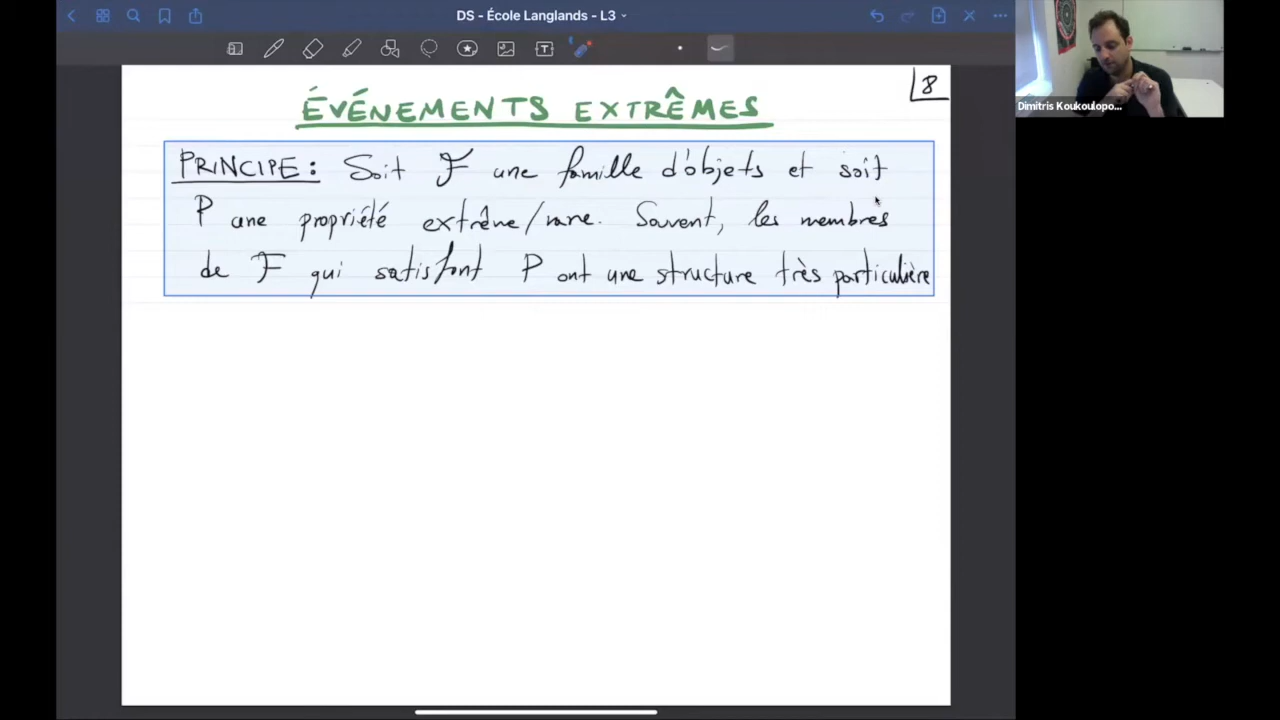 DS - École Langlands - L3
8
ÉVÉNEMENTS EXTRÊMES
PRINCIPE: Soit F une famille d'objets et soit
P une propriété extrême/rare. Souvent, les membres
de F qui satisfont P ont une structure très particulière
Dimitris Koukoulopo...